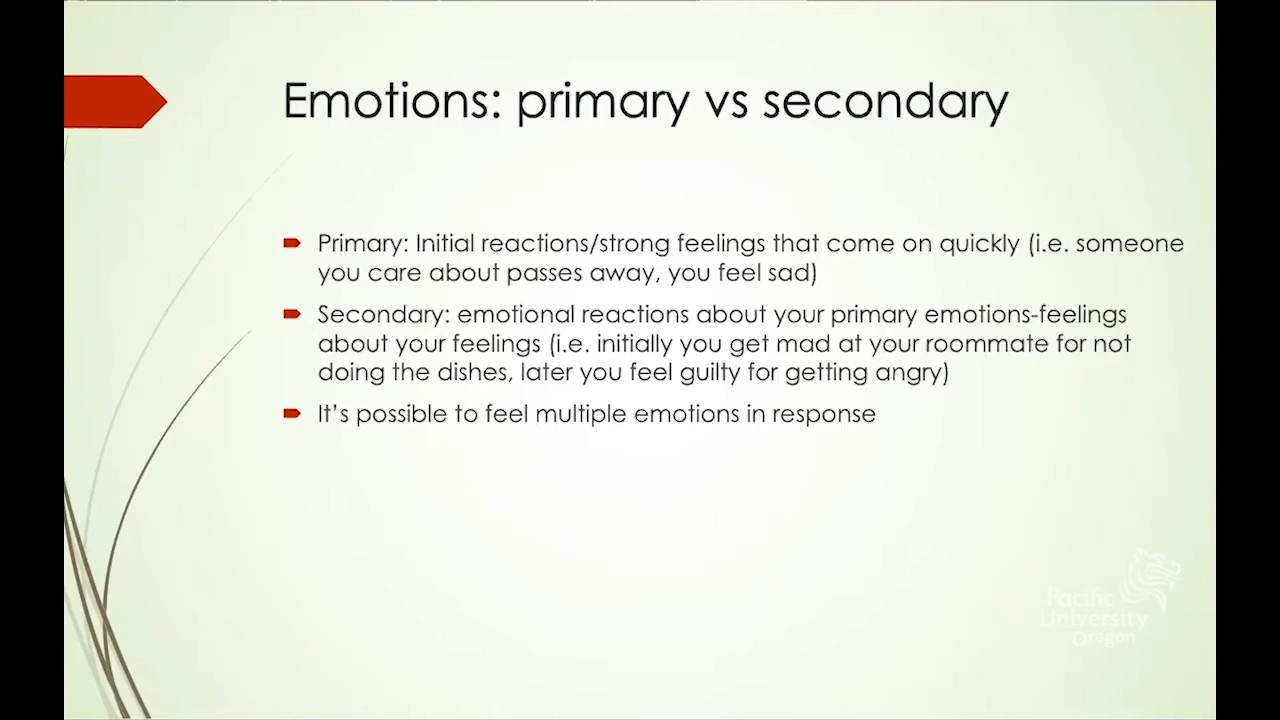 Emotions: primary vs secondary
Primary: Initial reactions/strong feelings that come on quickly (i.e. someone
you care about passes away, you feel sad)
Secondary: emotional reactions about your primary emotions-feelings
about your feelings (i.e. initially you get mad at your roommate for not
doing the dishes, later you feel guilty for getting angry)
It's possible to feel multiple emotions in response
Pacific
University
Oregon